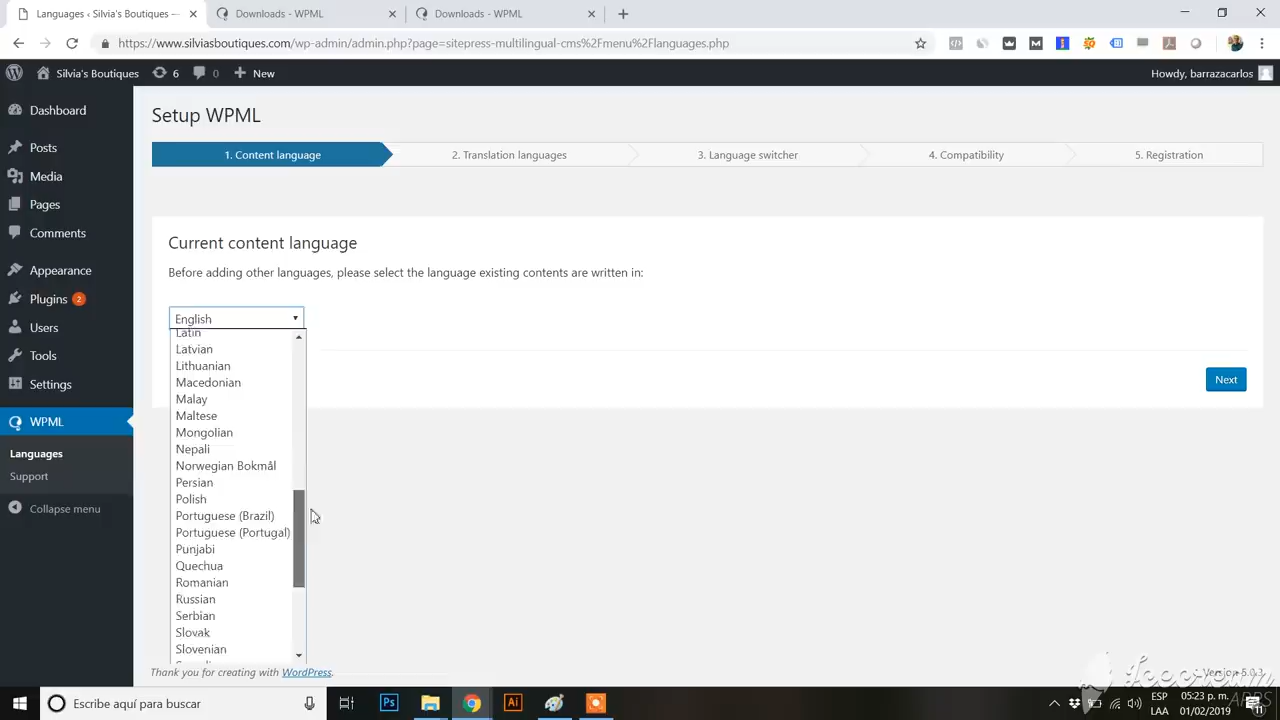 Languages ‹ Silvia's Boutiques —
Downloads - WPML
Downloads - WPML
https://www.silviasboutiques.com/wp-admin/admin.php?page=sitepress-multilingual-cms%2Fmenu%2Flanguages.php
Silvia's Boutiques
6
0
New
Howdy, barrazacarlos
Dashboard
Posts
Media
Pages
Comments
Appearance
Plugins 2
Users
Tools
Settings
WPML
Languages
Support
Collapse menu
Setup WPML
1. Content language
2. Translation languages
3. Language switcher
4. Compatibility
5. Registration
Current content language
Before adding other languages, please select the language existing contents are written in:
English
Latin
Latvian
Lithuanian
Macedonian
Malay
Maltese
Mongolian
Nepali
Norwegian Bokmål
Persian
Polish
Portuguese (Brazil)
Portuguese (Portugal)
Punjabi
Quechua
Romanian
Russian
Serbian
Slovak
Slovenian
Next
Thank you for creating with WordPress.
Icecream
APPS
Escribe aquí para buscar
Ps
Ai
ESP
LAA
05:23 p. m.
01/02/2019